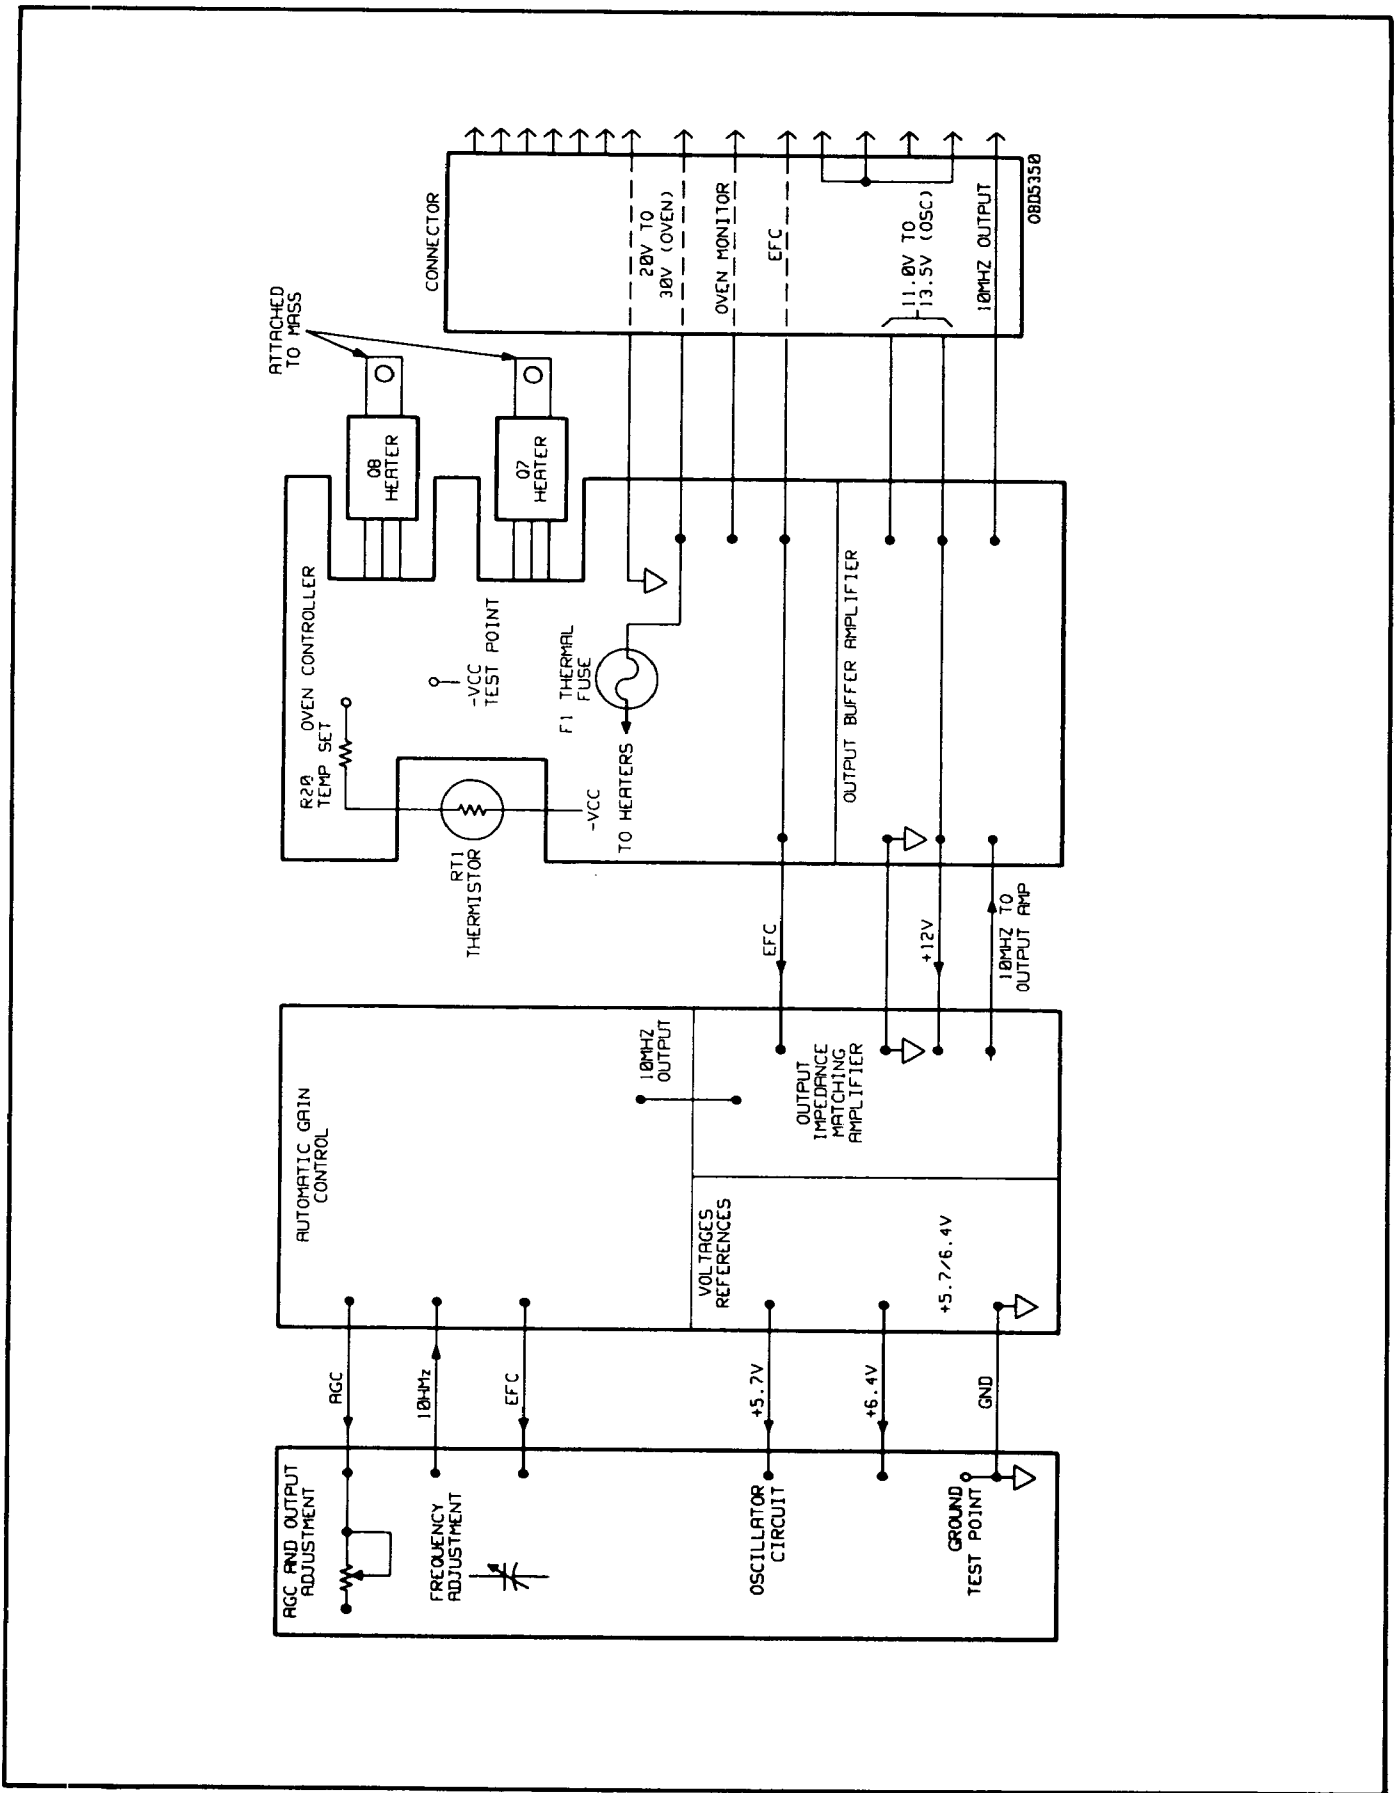 AGC AND OUTPUT
ADJUSTMENT
FREQUENCY
ADJUSTMENT
OSCILLATOR
CIRCUIT
GROUND
TEST POINT
AGC
10HMz
EFC
+5.7V
+6.4V
GND
AUTOMATIC GAIN
CONTROL
VOLTAGES
REFERENCES
+5.7/6.4V
10MHZ
OUTPUT
OUTPUT
IMPEDANCE
MATCHING
AMPLIFIER
EFC
+12V
10MHZ TO
OUTPUT AMP
RT1
THERMISTOR
R20
TEMP SET
OVEN CONTROLLER
-VCC
-VCC
TEST POINT
TO HEATERS
F1 THERMAL
FUSE
OUTPUT BUFFER AMPLIFIER
Q8
HEATER
Q7
HEATER
ATTACHED
TO MASS
CONNECTOR
20V TO
30V (OVEN)
OVEN MONITOR
EFC
11.0V TO
13.5V (OSC)
10MHZ OUTPUT
OBD5350